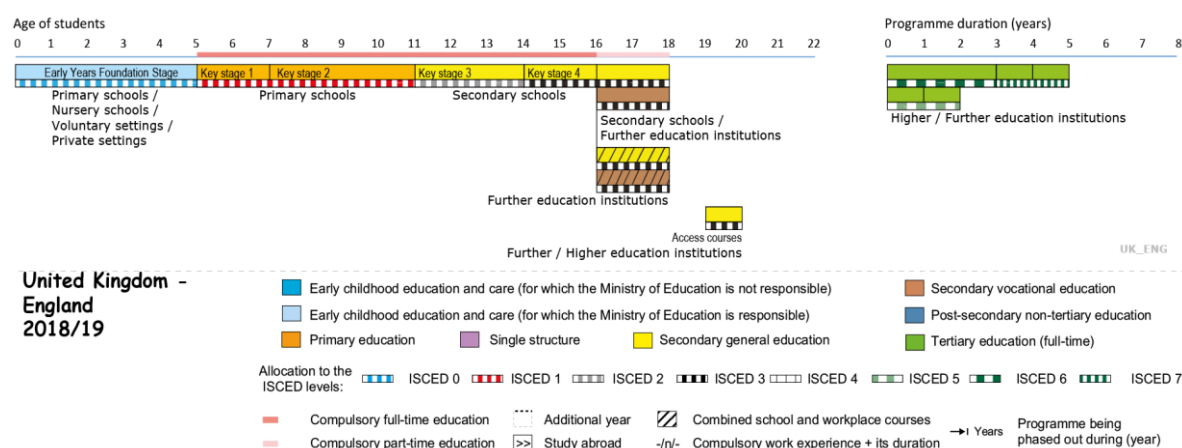 Age of students
Programme duration (years)
0 1 2 3 4 5 6 7 8 9 10 11 12 13 14 15 16 17 18 19 20 21 22
0 1 2 3 4 5 6 7 8
Early Years Foundation Stage
Key stage 1
Key stage 2
Key stage 3
Key stage 4
Primary schools /
Nursery schools /
Voluntary settings /
Private settings
Primary schools
Secondary schools
Secondary schools /
Further education institutions
Higher / Further education institutions
Further education institutions
Access courses
Further / Higher education institutions
UK_ENG
United Kingdom -
England
2018/19
Early childhood education and care (for which the Ministry of Education is not responsible)
Early childhood education and care (for which the Ministry of Education is responsible)
Primary education
Single structure
Secondary general education
Secondary vocational education
Post-secondary non-tertiary education
Tertiary education (full-time)
Allocation to the
ISCED levels:
ISCED 0
ISCED 1
ISCED 2
ISCED 3
ISCED 4
ISCED 5
ISCED 6
ISCED 7
Compulsory full-time education
Additional year
Combined school and workplace courses
Compulsory part-time education
>> Study abroad
-/n/- Compulsory work experience + its duration
Years
Programme being
phased out during (year)